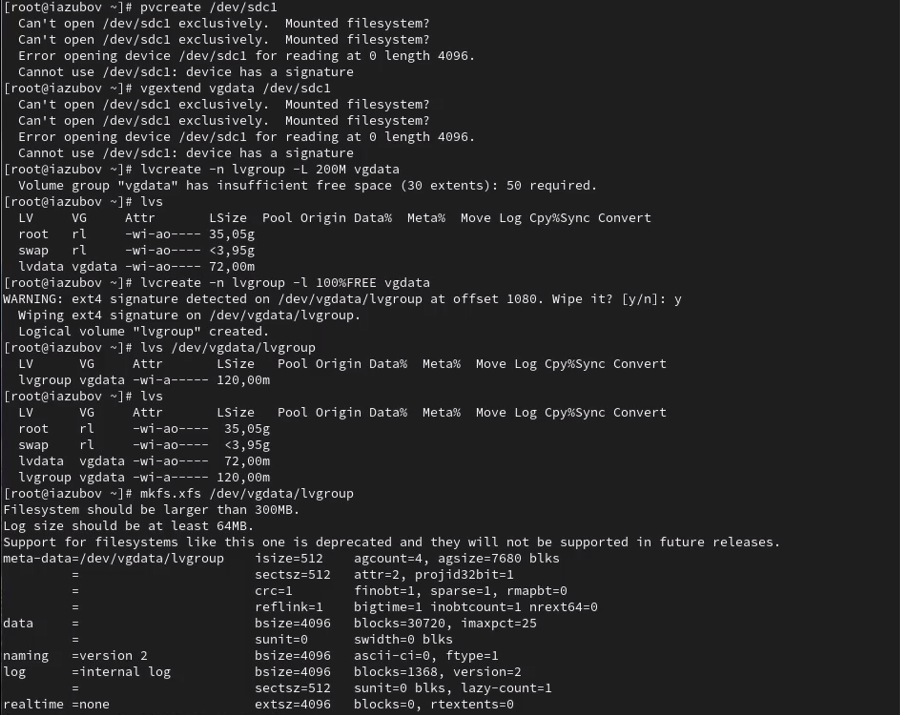 [root@iazubov ~]# pvcreate /dev/sdc1
  Can't open /dev/sdc1 exclusively.  Mounted filesystem?
  Can't open /dev/sdc1 exclusively.  Mounted filesystem?
  Error opening device /dev/sdc1 for reading at 0 length 4096.
  Cannot use /dev/sdc1: device has a signature
[root@iazubov ~]# vgextend vgdata /dev/sdc1
  Can't open /dev/sdc1 exclusively.  Mounted filesystem?
  Can't open /dev/sdc1 exclusively.  Mounted filesystem?
  Error opening device /dev/sdc1 for reading at 0 length 4096.
  Cannot use /dev/sdc1: device has a signature
[root@iazubov ~]# lvcreate -n lvgroup -L 200M vgdata
  Volume group "vgdata" has insufficient free space (30 extents): 50 required.
[root@iazubov ~]# lvs
  LV     VG     Attr       LSize  Pool Origin Data%  Meta%  Move Log Cpy%Sync Convert
  root   rl     -wi-ao---- 35,05g
  swap   rl     -wi-ao---- <3,95g
  lvdata vgdata -wi-ao---- 72,00m
[root@iazubov ~]# lvcreate -n lvgroup -l 100%FREE vgdata
WARNING: ext4 signature detected on /dev/vgdata/lvgroup at offset 1080. Wipe it? [y/n]: y
  Wiping ext4 signature on /dev/vgdata/lvgroup.
  Logical volume "lvgroup" created.
[root@iazubov ~]# lvs /dev/vgdata/lvgroup
  LV      VG     Attr       LSize   Pool Origin Data%  Meta%  Move Log Cpy%Sync Convert
  lvgroup vgdata -wi-a----- 120,00m
[root@iazubov ~]# lvs
  LV      VG     Attr       LSize   Pool Origin Data%  Meta%  Move Log Cpy%Sync Convert
  root    rl     -wi-ao----  35,05g
  swap    rl     -wi-ao----  <3,95g
  lvdata  vgdata -wi-ao----  72,00m
  lvgroup vgdata -wi-a----- 120,00m
[root@iazubov ~]# mkfs.xfs /dev/vgdata/lvgroup
Filesystem should be larger than 300MB.
Log size should be at least 64MB.
Support for filesystems like this one is deprecated and they will not be supported in future releases.
meta-data=/dev/vgdata/lvgroup    isize=512    agcount=4, agsize=7680 blks
         =                       sectsz=512   attr=2, projid32bit=1
         =                       crc=1        finobt=1, sparse=1, rmapbt=0
         =                       reflink=1    bigtime=1 inobtcount=1 nrext64=0
data     =                       bsize=4096   blocks=30720, imaxpct=25
         =                       sunit=0      swidth=0 blks
naming   =version 2              bsize=4096   ascii-ci=0, ftype=1
log      =internal log           bsize=4096   blocks=1368, version=2
         =                       sectsz=512   sunit=0 blks, lazy-count=1
realtime =none                   extsz=4096   blocks=0, rtextents=0